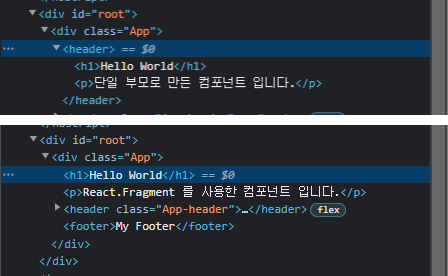 <div id="root">
<div class="App">
<header> == $0
<h1>Hello World</h1>
<p>단일 부모로 만든 컴포넌트 입니다.</p>
</header>
<div id="root">
<div class="App">
<h1>Hello World</h1> == $0
<p>React.Fragment 를 사용한 컴포넌트 입니다.</p>
<header class="App-header">…</header> flex
<footer>My Footer</footer>
</div>
</div>